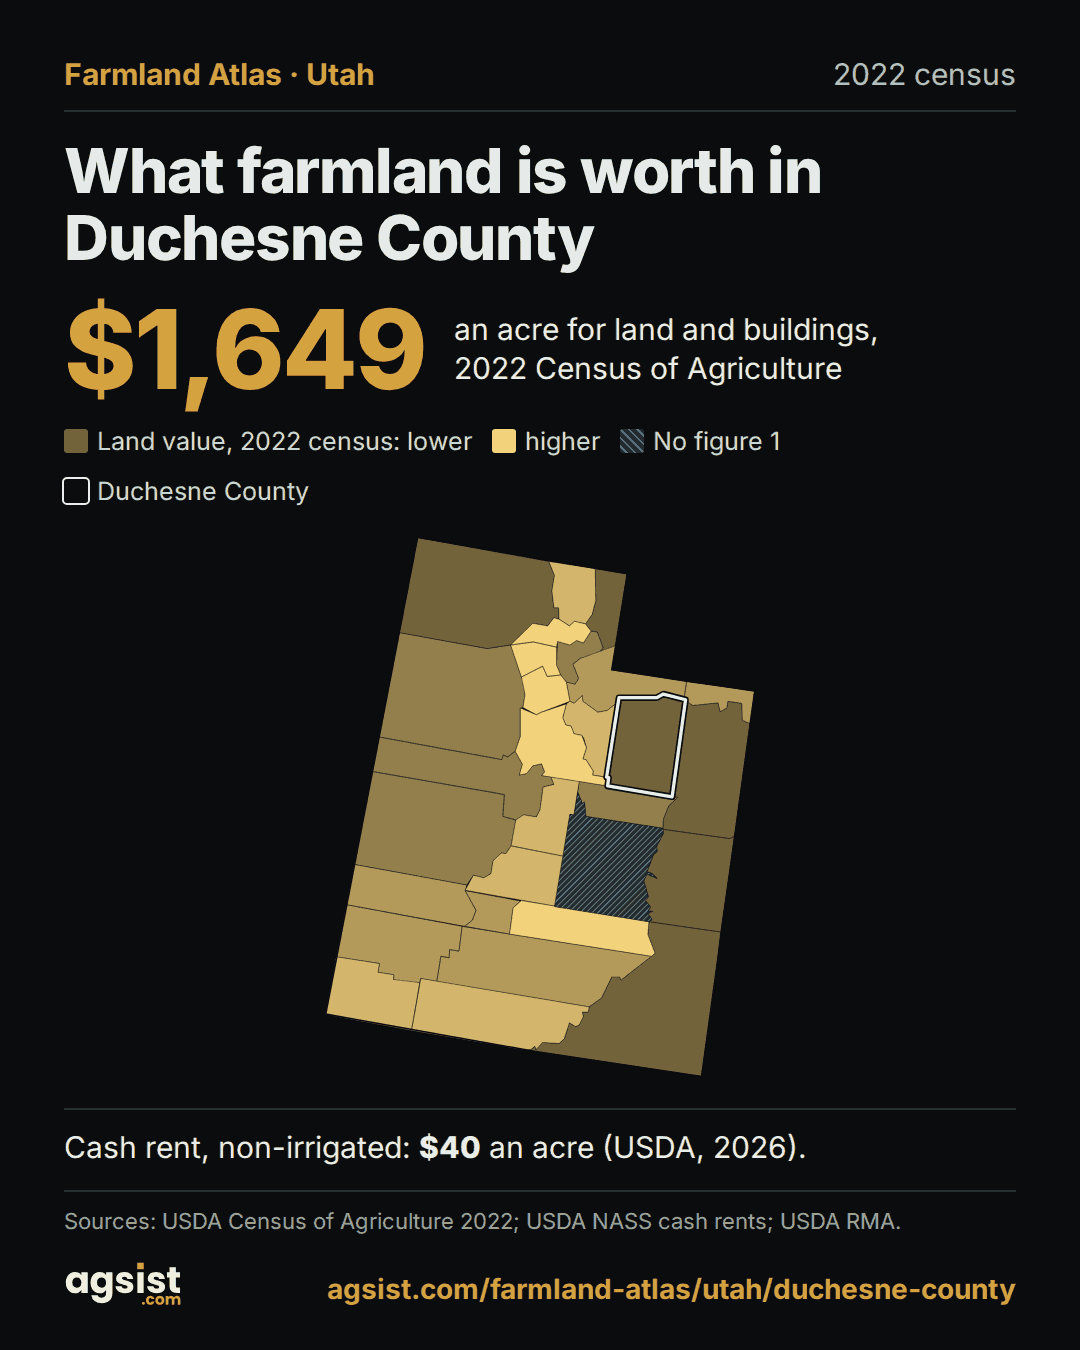 Farmland Atlas · Utah
2022 census
What farmland is worth in
Duchesne County
$1,649
an acre for land and buildings,
2022 Census of Agriculture
Land value, 2022 census: lower
higher
No figure 1
Duchesne County
Cash rent, non-irrigated: $40 an acre (USDA, 2026).
Sources: USDA Census of Agriculture 2022; USDA NASS cash rents; USDA RMA.
agsist
.com
agsist.com/farmland-atlas/utah/duchesne-county